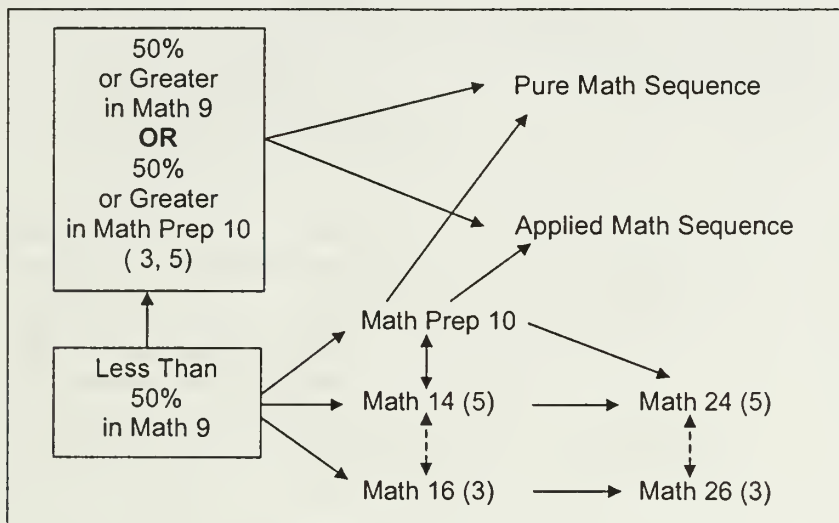 50%
or Greater
in Math 9
OR
50%
or Greater
in Math Prep 10
( 3, 5)
Pure Math Sequence
Applied Math Sequence
Math Prep 10
Less Than
50%
in Math 9
Math 14 (5)
Math 24 (5)
Math 16 (3)
Math 26 (3)